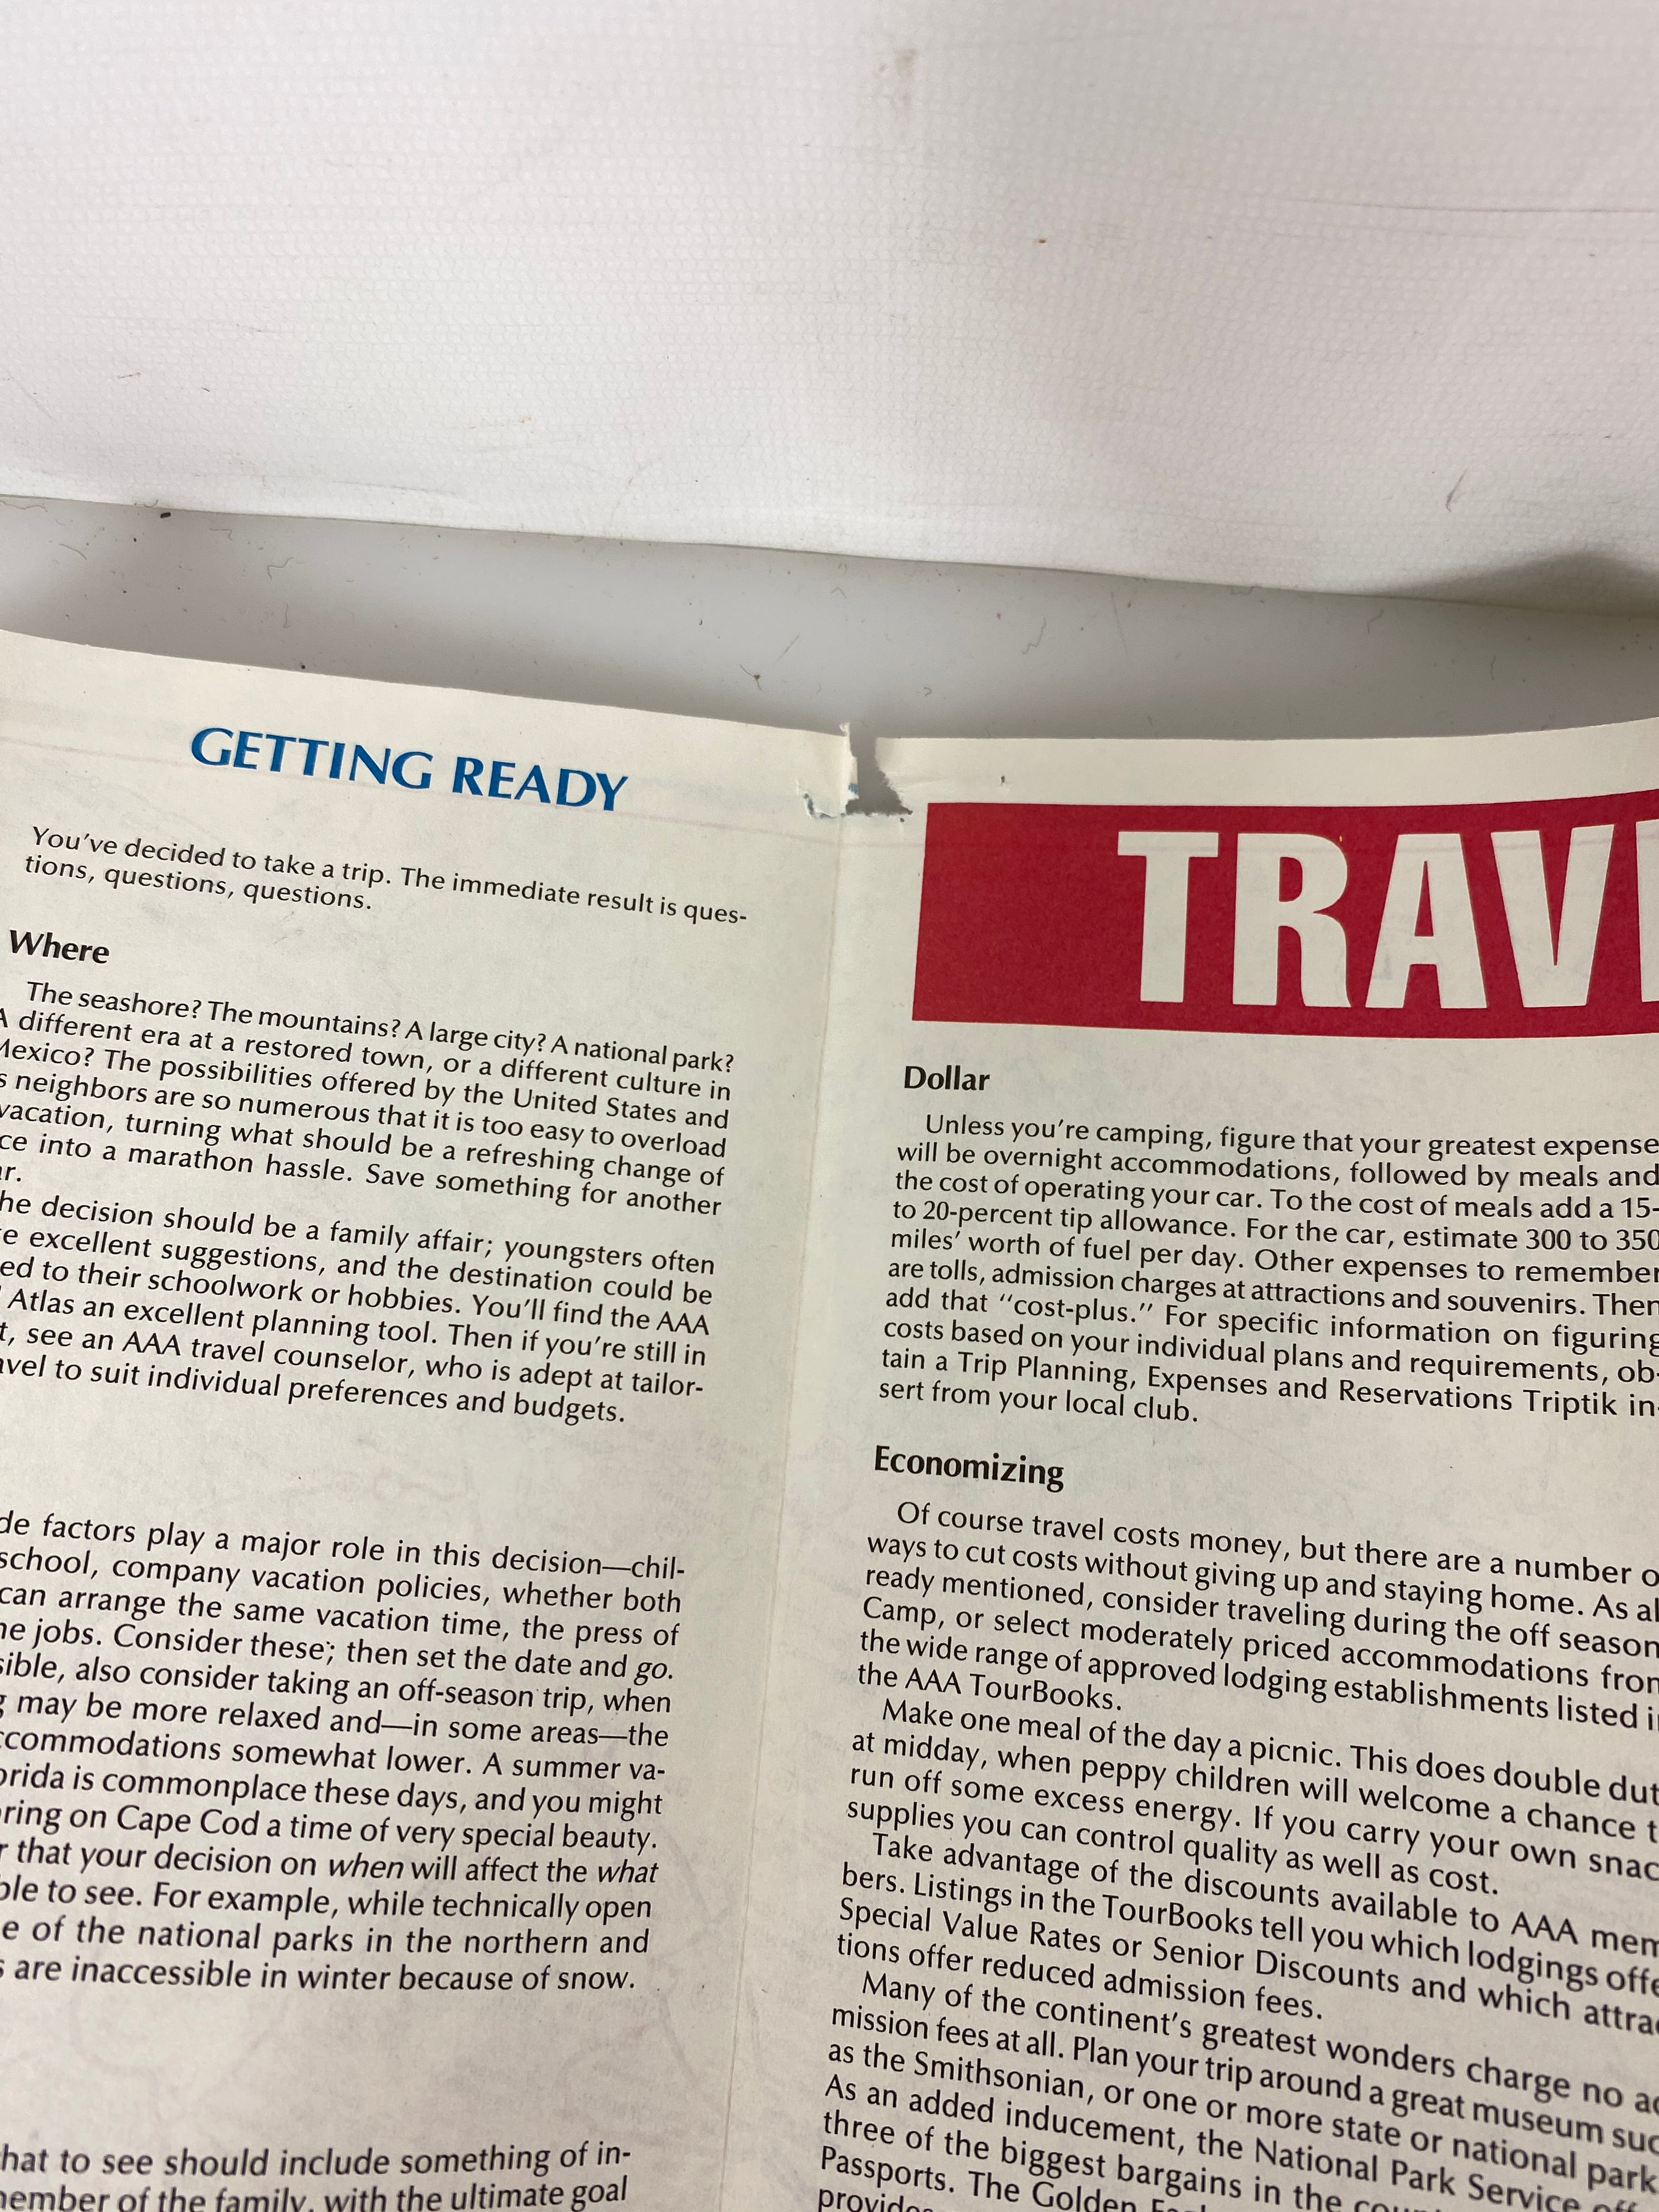 GETTING READY
You've decided to take a trip. The immediate result is ques-
tions, questions, questions.
Where
The seashore? The mountains? A large city? A national park?
A different era at a restored town, or a different culture in
Mexico? The possibilities offered by the United States and
neighbors are so numerous that it is too easy to overload
vacation, turning what should be a refreshing change of
into a marathon hassle. Save something for another
decision should be a family affair; youngsters often
excellent suggestions, and the destination could be
to their schoolwork or hobbies. You'll find the AAA
Atlas an excellent planning tool. Then if you're still in
see an AAA travel counselor, who is adept at tailor-
to suit individual preferences and budgets.
factors play a major role in this decision—chil-
school, company vacation policies, whether both
can arrange the same vacation time, the press of
jobs. Consider these; then set the date and go.
also consider taking an off-season trip, when
may be more relaxed and—in some areas—the
accommodations somewhat lower. A summer va-
is commonplace these days, and you might
on Cape Cod a time of very special beauty.
that your decision on when will affect the what
to see. For example, while technically open
of the national parks in the northern and
are inaccessible in winter because of snow.
to see should include something of in-
member of the family, with the ultimate goal
TRAV
Dollar
Unless you're camping, figure that your greatest expense
will be overnight accommodations, followed by meals and
the cost of operating your car. To the cost of meals add a 15-
to 20-percent tip allowance. For the car, estimate 300 to 350
miles' worth of fuel per day. Other expenses to remember
are tolls, admission charges at attractions and souvenirs. Then
add that "cost-plus." For specific information on figuring
costs based on your individual plans and requirements, ob-
tain a Trip Planning, Expenses and Reservations Triptik in-
sert from your local club.
Economizing
Of course travel costs money, but there are a number
ways to cut costs without giving up and staying home. As al
ready mentioned, consider traveling during the off season
Camp, or select moderately priced accommodations from
the wide range of approved lodging establishments listed
the AAA TourBooks.
Make one meal of the day a picnic. This does double
at midday, when peppy children will welcome a chance
run off some excess energy. If you carry your own
supplies you can control quality as well as cost.
Take advantage of the discounts available to AAA mem
bers. Listings in the TourBooks tell you which lodgings
Special Value Rates or Senior Discounts and which
tions offer reduced admission fees.
Many of the continent's greatest wonders charge no
mission fees at all. Plan your trip around a great museum
as the Smithsonian, or one or more state or national
As an added inducement, the National Park Service
three of the biggest bargains in the
Passports. The Golden